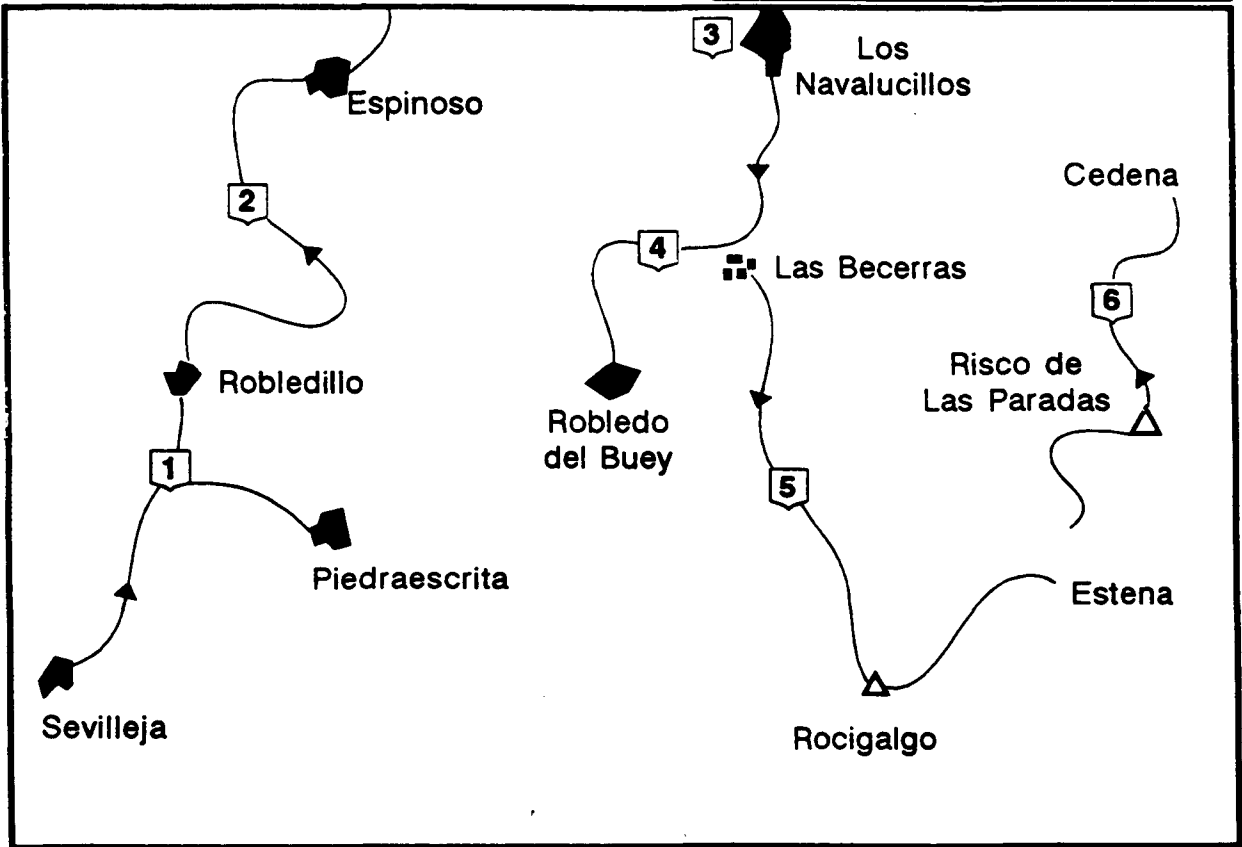 3
Los
Navalucillos
Espinoso
Cedena
2
4
Las Becerras
6
Robledillo
Risco de
Las Paradas
Robledo
del Buey
1
5
Piedraescrita
Estena
Sevilleja
Rocigalgo